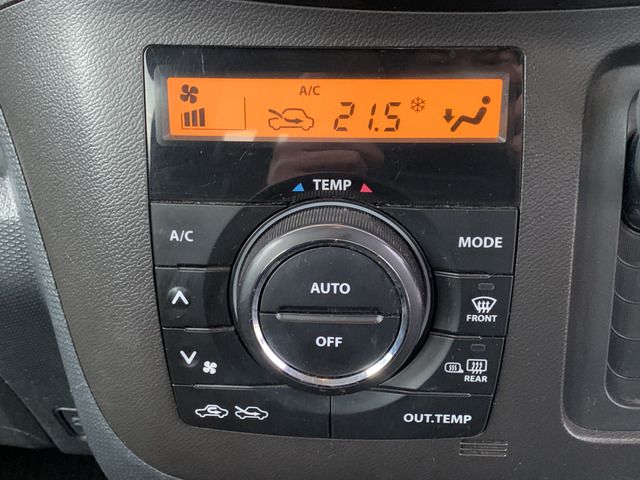 A/C
21.5
TEMP
A/C
MODE
AUTO
OFF
FRONT
REAR
OUT.TEMP